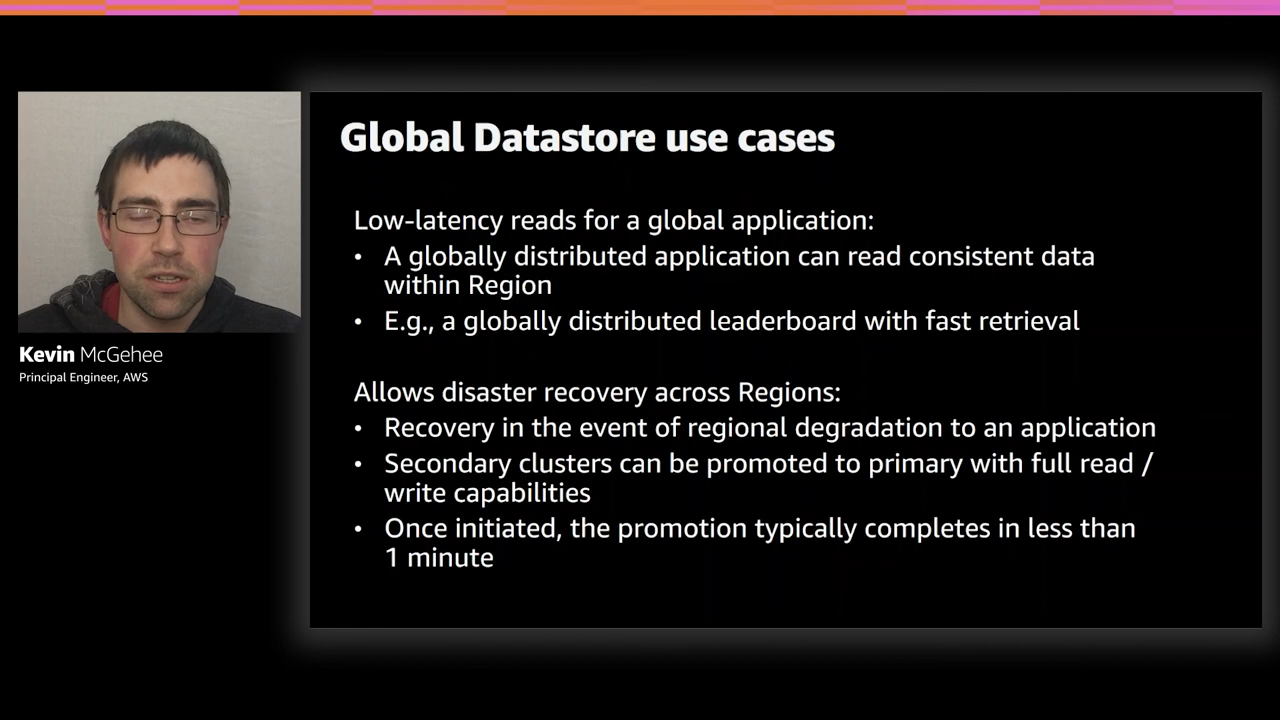 Global Datastore use cases
Low-latency reads for a global application:
• A globally distributed application can read consistent data
within Region
• E.g., a globally distributed leaderboard with fast retrieval
Kevin McGehee
Principal Engineer, AWS
Allows disaster recovery across Regions:
• Recovery in the event of regional degradation to an application
• Secondary clusters can be promoted to primary with full read /
write capabilities
• Once initiated, the promotion typically completes in less than
1 minute